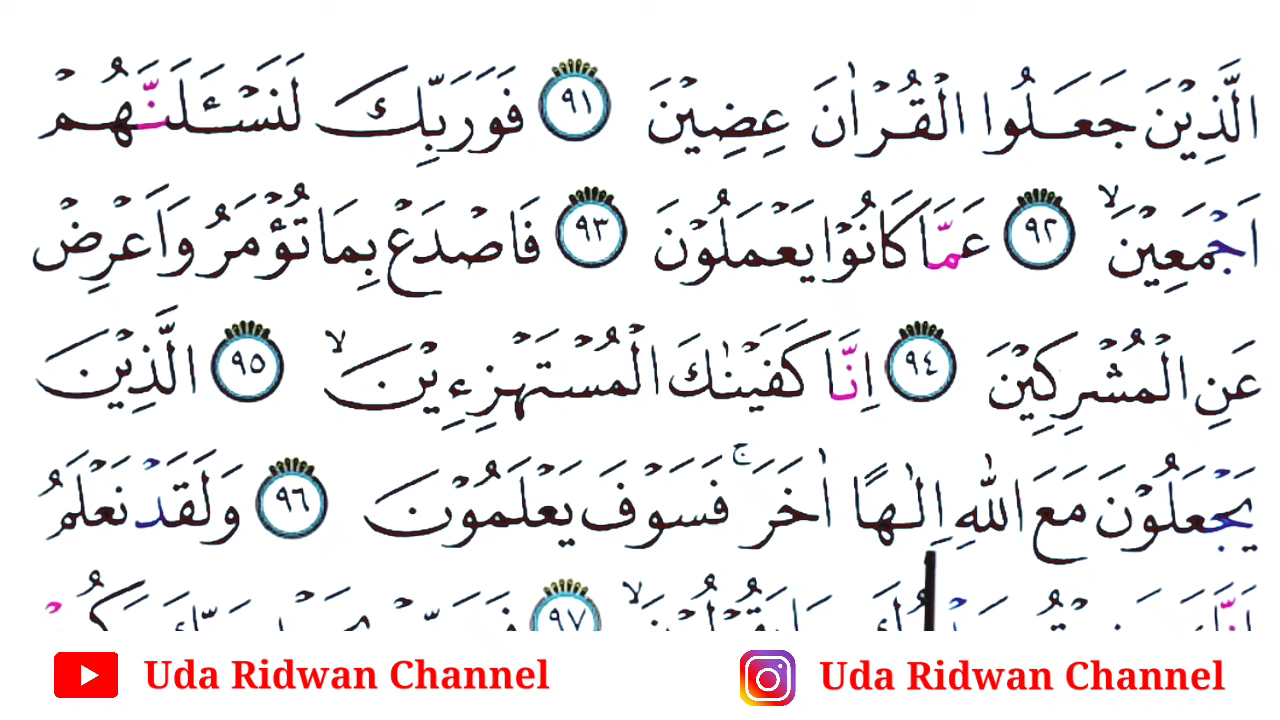 الَّذِيْنَ جَعَلُوا الْقُرْاٰنَ عِضِيْنَ ﴿٩١﴾ فَوَرَبِّكَ لَنَسْـَٔلَنَّهُمْ
اَجْمَعِيْنَۙ ﴿٩٢﴾ عَمَّا كَانُوْا يَعْمَلُوْنَ ﴿٩٣﴾ فَاصْدَعْ بِمَا تُؤْمَرُ وَاَعْرِضْ
عَنِ الْمُشْرِكِيْنَ ﴿٩٤﴾ اِنَّا كَفَيْنٰكَ الْمُسْتَهْزِءِيْنَۙ ﴿٩٥﴾ الَّذِيْنَ
يَجْعَلُوْنَ مَعَ اللّٰهِ اِلٰهًا اٰخَرَۚ فَسَوْفَ يَعْلَمُوْنَ ﴿٩٦﴾ وَلَقَدْ نَعْلَمُ
﴿٩٧﴾
Uda Ridwan Channel
Uda Ridwan Channel